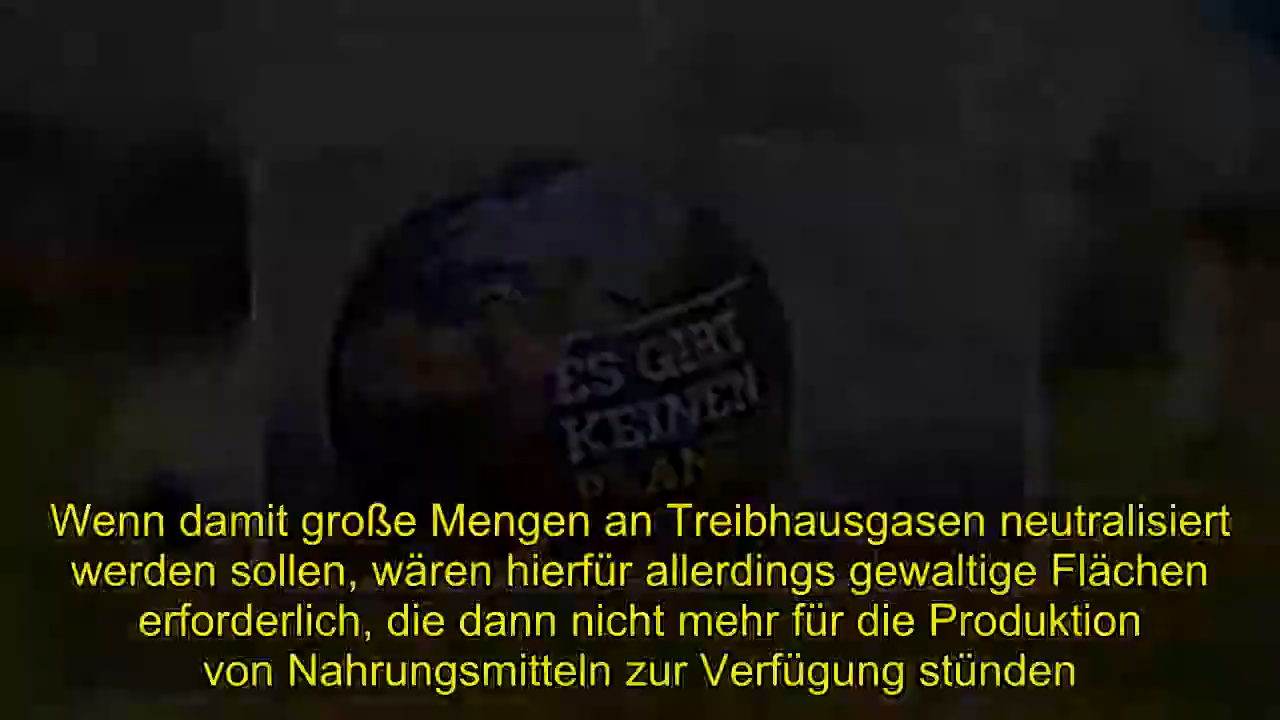 ES GIBT
KEINEN
Wenn damit große Mengen an Treibhausgasen neutralisiert
werden sollen, wären hierfür allerdings gewaltige Flächen
erforderlich, die dann nicht mehr für die Produktion
von Nahrungsmitteln zur Verfügung stünden